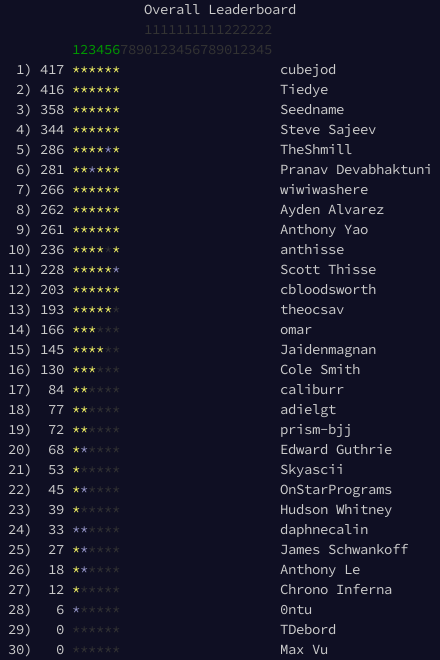 Overall Leaderboard
1111111111222222
1234567890123456789012345
1) 417 ****** cubejod
2) 416 ****** Tiedye
3) 358 ****** Seedname
4) 344 ****** Steve Sajeev
5) 286 ****** TheShmill
6) 281 ****** Pranav Devabhaktuni
7) 266 ****** wiwiwashere
8) 262 ****** Ayden Alvarez
9) 261 ****** Anthony Yao
10) 236 ****** anthisse
11) 228 ****** Scott Thisse
12) 203 ****** cbloodsworth
13) 193 ****** theocsav
14) 166 ****** omar
15) 145 ****** Jaidenmagnan
16) 130 ****** Cole Smith
17) 84 ****** caliburr
18) 77 ****** adielgt
19) 72 ****** prism-bjj
20) 68 ****** Edward Guthrie
21) 53 ****** Skyascii
22) 45 ****** OnStarPrograms
23) 39 ****** Hudson Whitney
24) 33 ****** daphnecalin
25) 27 ****** James Schwankoff
26) 18 ****** Anthony Le
27) 12 ****** Chrono Inferna
28) 6 ****** 0ntu
29) 0 ****** TDebord
30) 0 ****** Max Vu